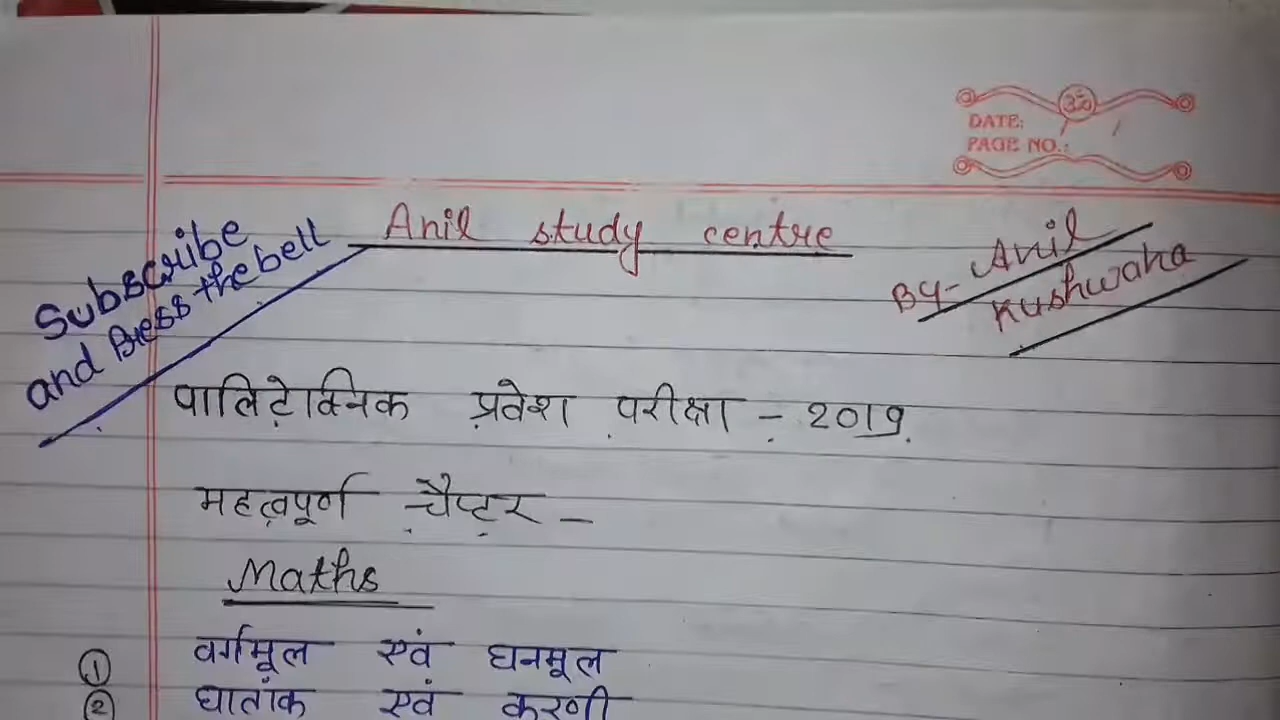 ॐ
DATE: / /
PAGE NO.:
Anil study centre
Subscribe
and Press the bell
By- Anil
Kushwaha
पालिटेक्निक प्रवेश परीक्षा - 2019
महत्वपूर्ण चैप्टर -
Maths
① वर्गमूल एवं घनमूल
② घातांक एवं करणी